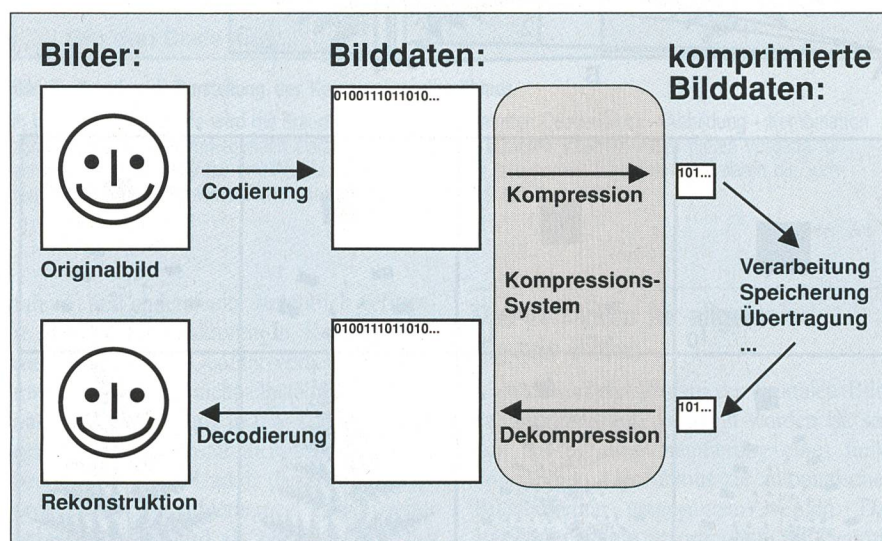 Bilder:
Bilddaten:
komprimierte
Bilddaten:
0100111011010...
101...
Codierung
Kompression
Originalbild
Kompressions-
System
Verarbeitung
Speicherung
Übertragung
...
0100111011010...
101...
Decodierung
Dekompression
Rekonstruktion